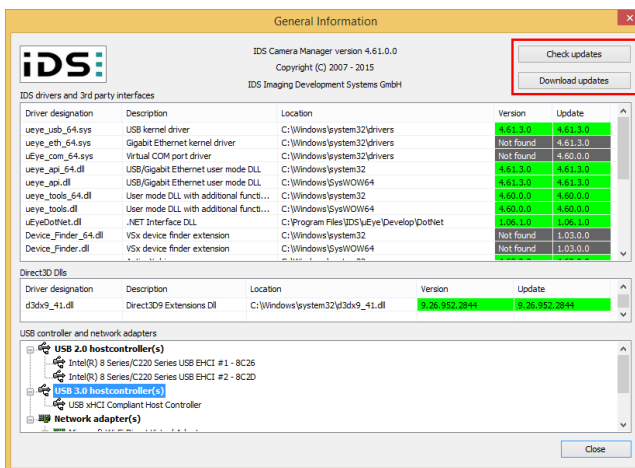 General Information
iDS:
IDS Camera Manager version 4.61.0.0
Copyright (C) 2007 - 2015
IDS Imaging Development Systems GmbH
Check updates
Download updates
IDS drivers and 3rd party interfaces
Driver designation Description Location Version Update
ueye_usb_64.sys USB kernel driver C:\Windows\system32\drivers 4.61.3.0 4.61.3.0
ueye_eth_64.sys Gigabit Ethernet kernel driver C:\Windows\system32\drivers Not found 4.61.3.0
uEye_com_64.sys Virtual COM port driver C:\Windows\system32\drivers Not found 4.60.0.0
ueye_api_64.dll USB/Gigabit Ethernet user mode DLL C:\Windows\system32 4.61.3.0 4.61.3.0
ueye_api.dll USB/Gigabit Ethernet user mode DLL C:\Windows\SysWOW64 4.61.3.0 4.61.3.0
ueye_tools_64.dll User mode DLL with additional functi... C:\Windows\system32 4.60.0.0 4.60.0.0
ueye_tools.dll User mode DLL with additional functi... C:\Windows\SysWOW64 4.60.0.0 4.60.0.0
uEyeDotNet.dll .NET Interface DLL C:\Program Files\IDS\uEye\Develop\DotNet 1.06.1.0 1.06.1.0
Device_Finder_64.dll VSx device finder extension C:\Windows\system32 Not found 1.03.0.0
Device_Finder.dll VSx device finder extension C:\Windows\SysWOW64 Not found 1.03.0.0
Direct3D Dlls
Driver designation Description Location Version Update
d3dx9_41.dll Direct3D9 Extensions Dll C:\Windows\system32\d3dx9_41.dll 9.26.952.2844 9.26.952.2844
USB controller and network adapters
USB 2.0 hostcontroller(s)
Intel(R) 8 Series/C220 Series USB EHCI #1 - 8C26
Intel(R) 8 Series/C220 Series USB EHCI #2 - 8C2D
USB 3.0 hostcontroller(s)
USB xHCI Compliant Host Controller
Network adapter(s)
Close